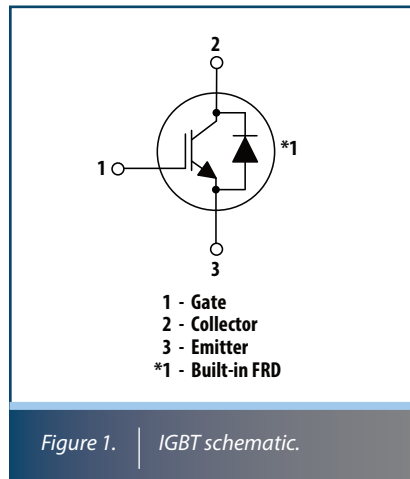 2
*1
1
3
1 - Gate
2 - Collector
3 - Emitter
*1 - Built-in FRD
Figure 1. IGBT schematic.